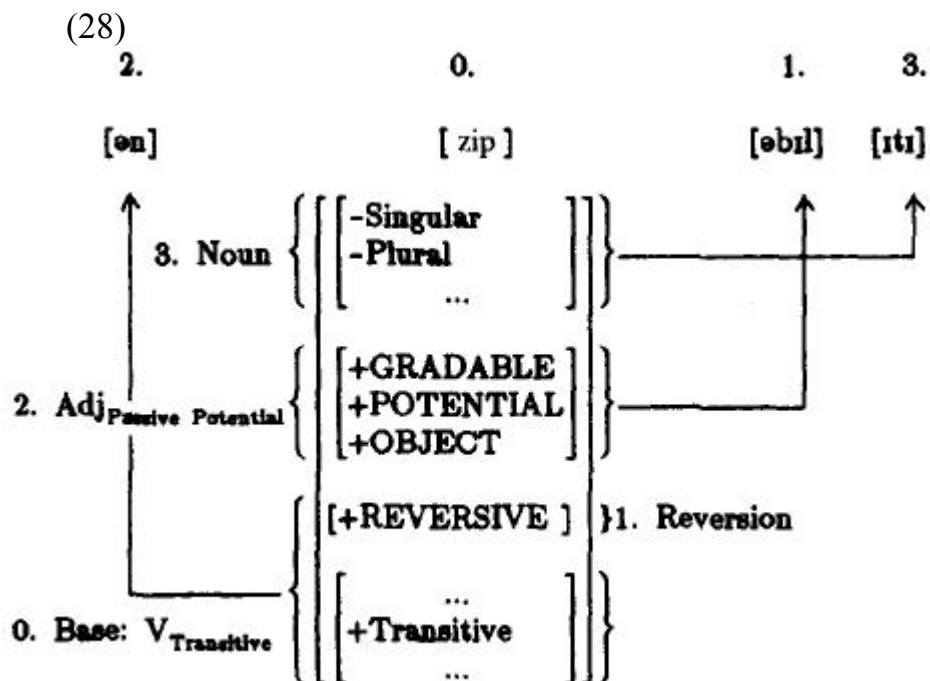 (28)
2. 0. 1. 3.
[ən] [ zip ] [əbɪl] [ɪtɪ]
-Singular
3. Noun -Plural
...
+GRADABLE
2. Adj Passive Potential +POTENTIAL
+OBJECT
[+REVERSIVE ] 1. Reversion
...
0. Base: V Transitive +Transitive
...